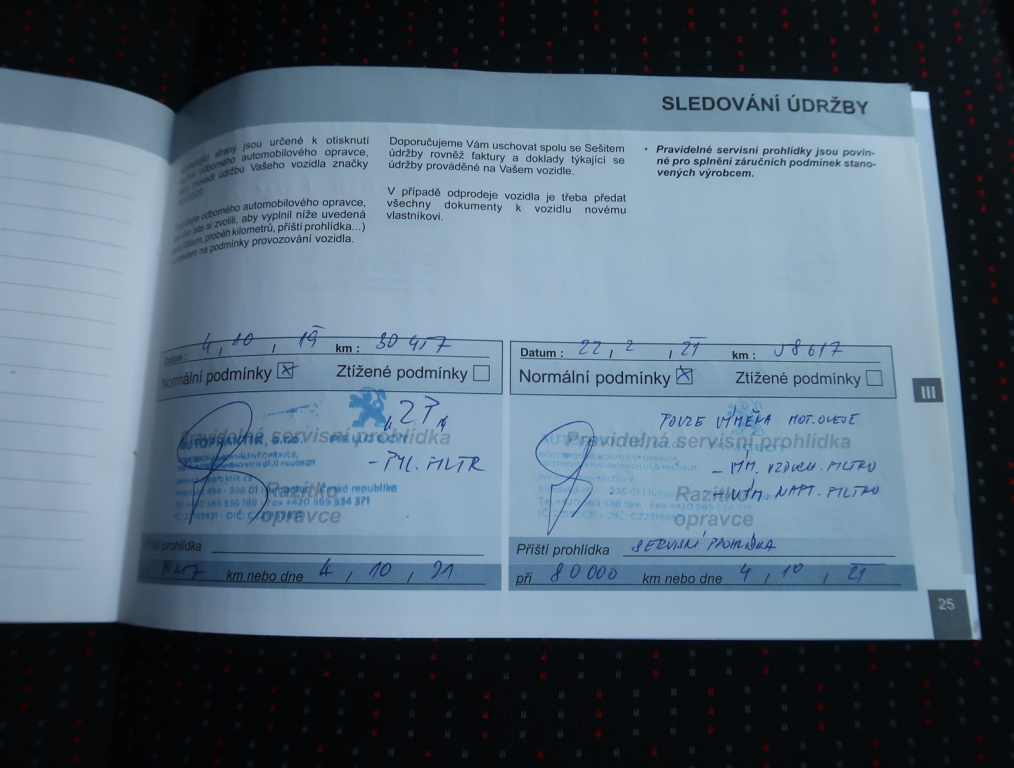 SLEDOVÁNÍ ÚDRŽBY
strany jsou určené k otisknutí
odborného automobilového opravce,
údržbu Vašeho vozidla značky
odborného automobilového opravce,
jste si zvolili, aby vyplnil níže uvedená
(datum, proběh kilometrů, příští prohlídka...)
na podmínky provozování vozidla.
Doporučujeme Vám uschovat spolu se Sešitem
údržby rovněž faktury a doklady týkající se
údržby prováděné na Vašem vozidle.
V případě odprodeje vozidla je třeba předat
všechny dokumenty k vozidlu novému
vlastníkovi.
• Pravidelné servisní prohlídky jsou povin-
né pro splnění záručních podmínek stano-
vených výrobcem.
Datum : 4 , 10 , 19 km : 30 457
Normální podmínky ☒ Ztížené podmínky ☐
Pravidelná servisní prohlídka
PEUGEOT
- PYL. FILTR
Razítko
opravce
Příští prohlídka
km nebo dne 4 , 10 , 21
Datum : 22 , 2 , 21 km : 58 617
Normální podmínky ☒ Ztížené podmínky ☐
POUZE VÝMĚNA MOT. OLEJE
Pravidelná servisní prohlídka
- VÝM. VZDUCH. FILTRU
- VÝM. NAFT. FILTRU
Razítko
opravce
Příští prohlídka SERVISNÍ PROHLÍDKA
při 80 000 km nebo dne 4 , 10 , 21
III
25